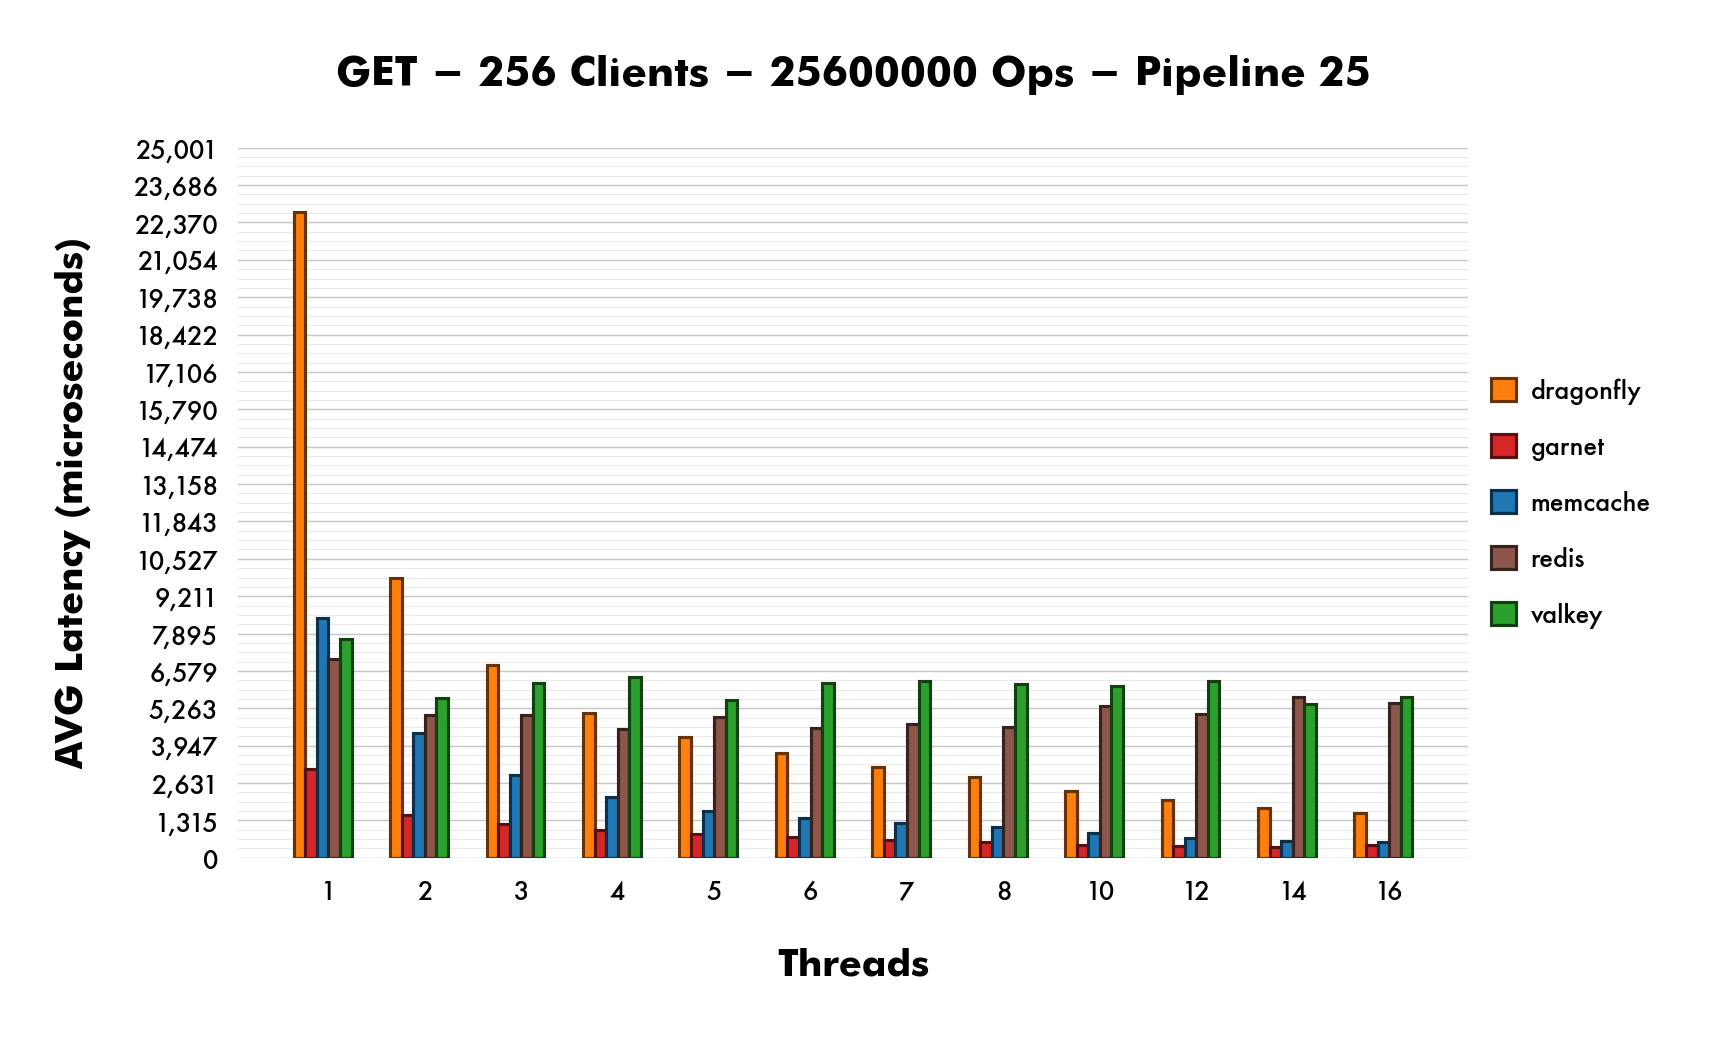 GET – 256 Clients – 25600000 Ops – Pipeline 25
AVG Latency (microseconds)
25,001
23,686
22,370
21,054
19,738
18,422
17,106
15,790
14,474
13,158
11,843
10,527
9,211
7,895
6,579
5,263
3,947
2,631
1,315
0
1 2 3 4 5 6 7 8 10 12 14 16
Threads
dragonfly
garnet
memcache
redis
valkey